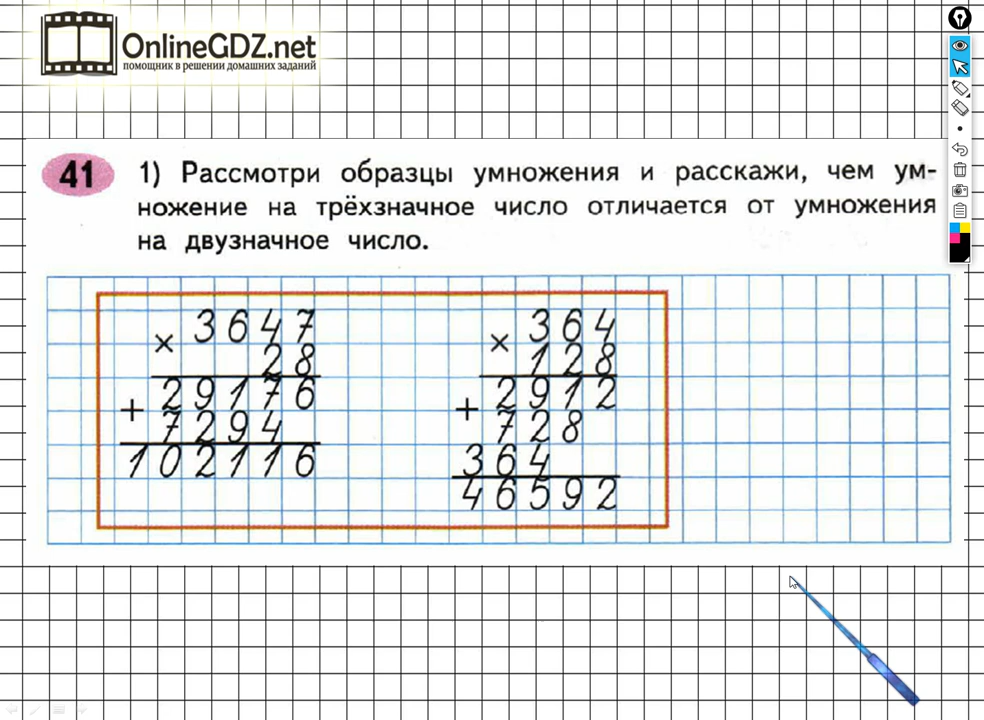 OnlineGDZ.net
помощник в решении домашних заданий
41
1) Рассмотри образцы умножения и расскажи, чем ум-
ножение на трёхзначное число отличается от умножения
на двузначное число.
× 3647
28
+ 29176
7294
102116
× 364
128
+ 2912
728
364
46592